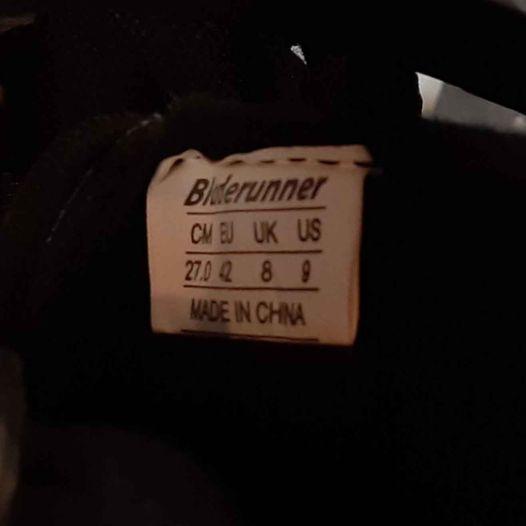 Bladerunner
CM EU UK US
27.0 42 8 9
MADE IN CHINA